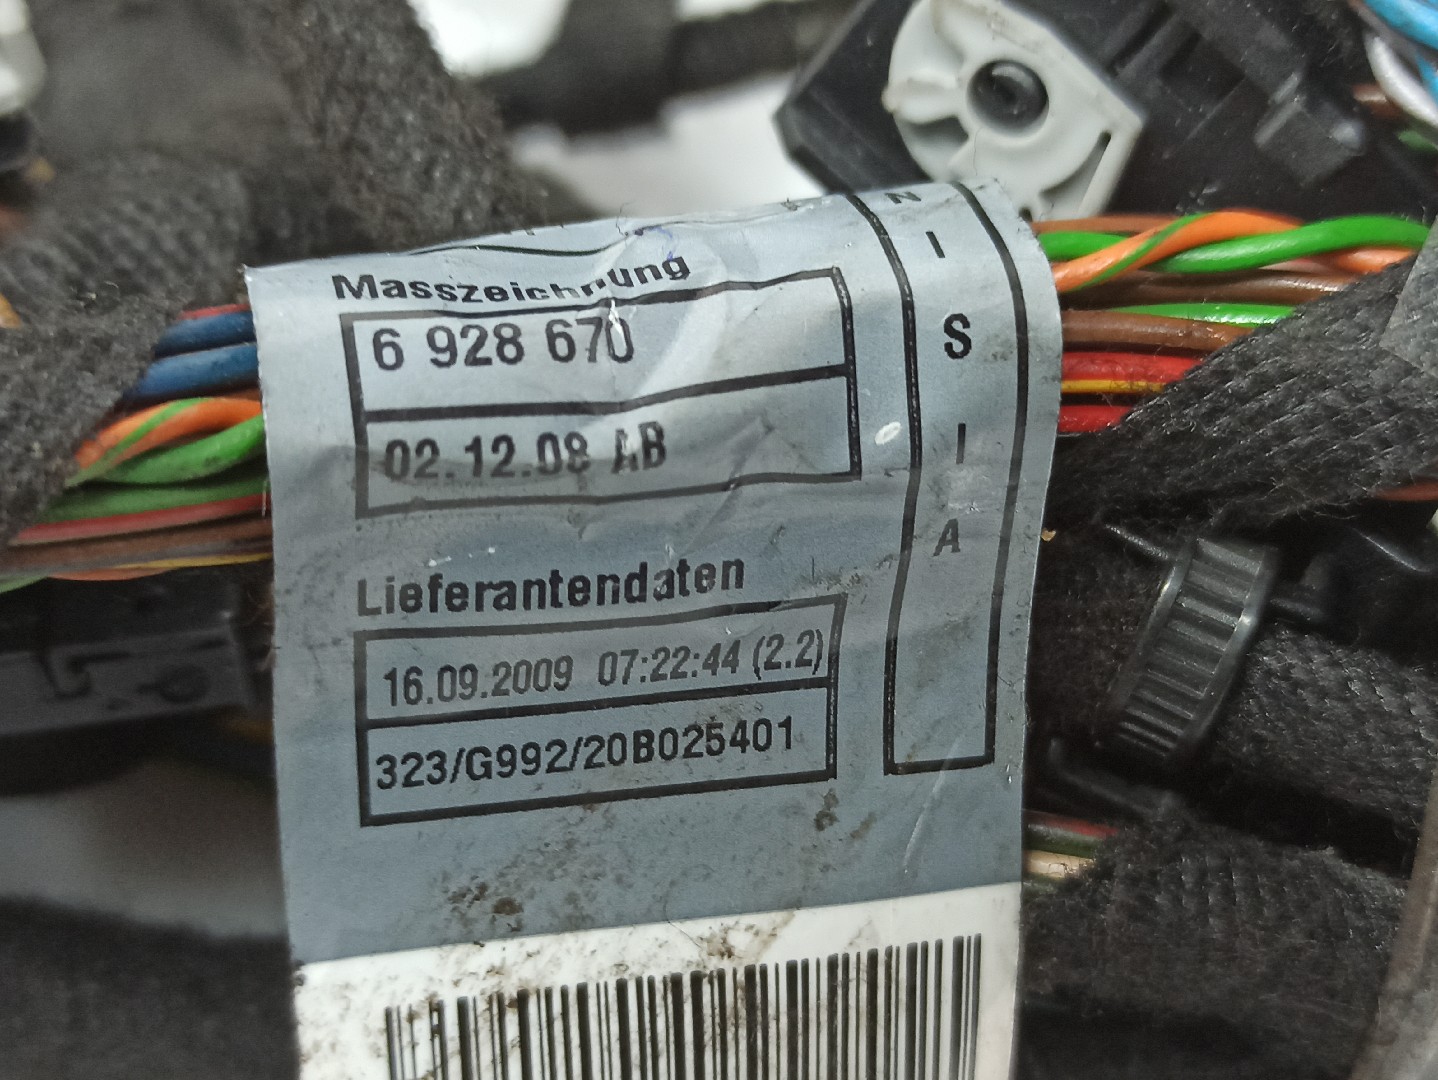 Masszeichnung
6 928 670
02.12.08 AB
Lieferantendaten
16.09.2009 07:22:44 (2.2)
323/G992/20B025401
N
I
S
I
A